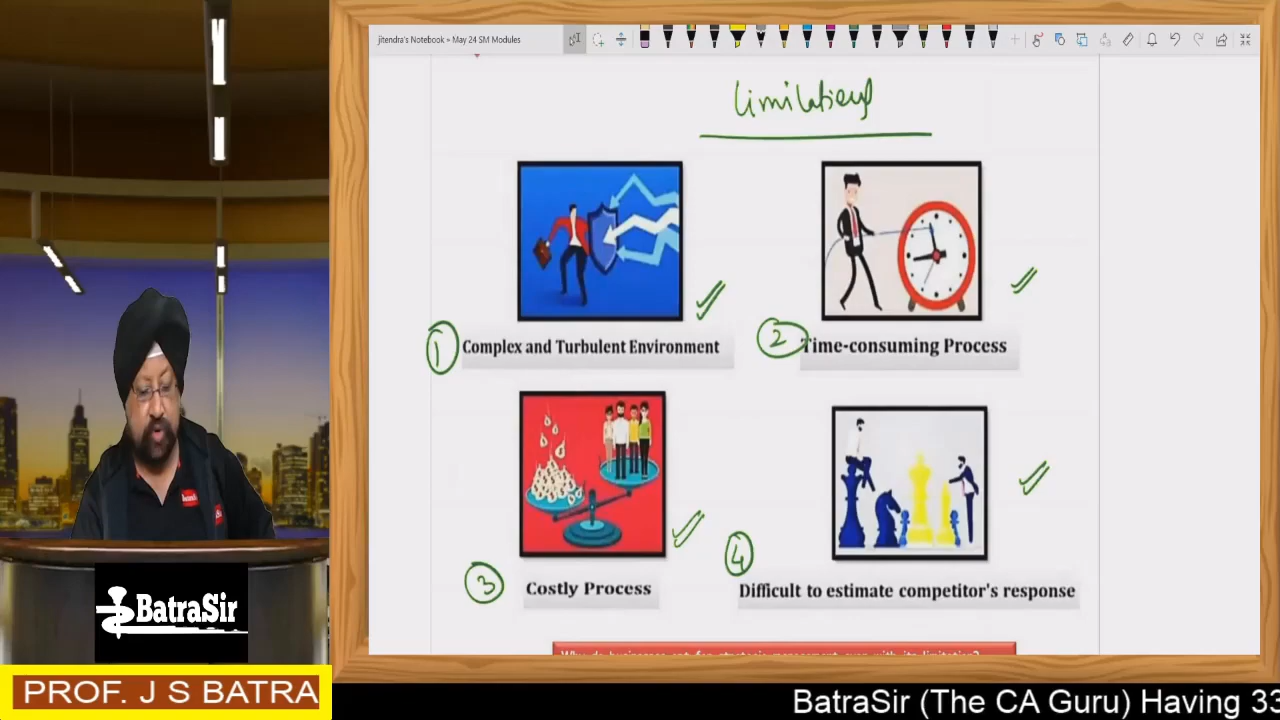 jitendra's Notebook » May 24 SM Modules
Limitations
1 Complex and Turbulent Environment
2 Time-consuming Process
3 Costly Process
4 Difficult to estimate competitor's response
BatraSir
PROF. J S BATRA
BatraSir (The CA Guru) Having 33